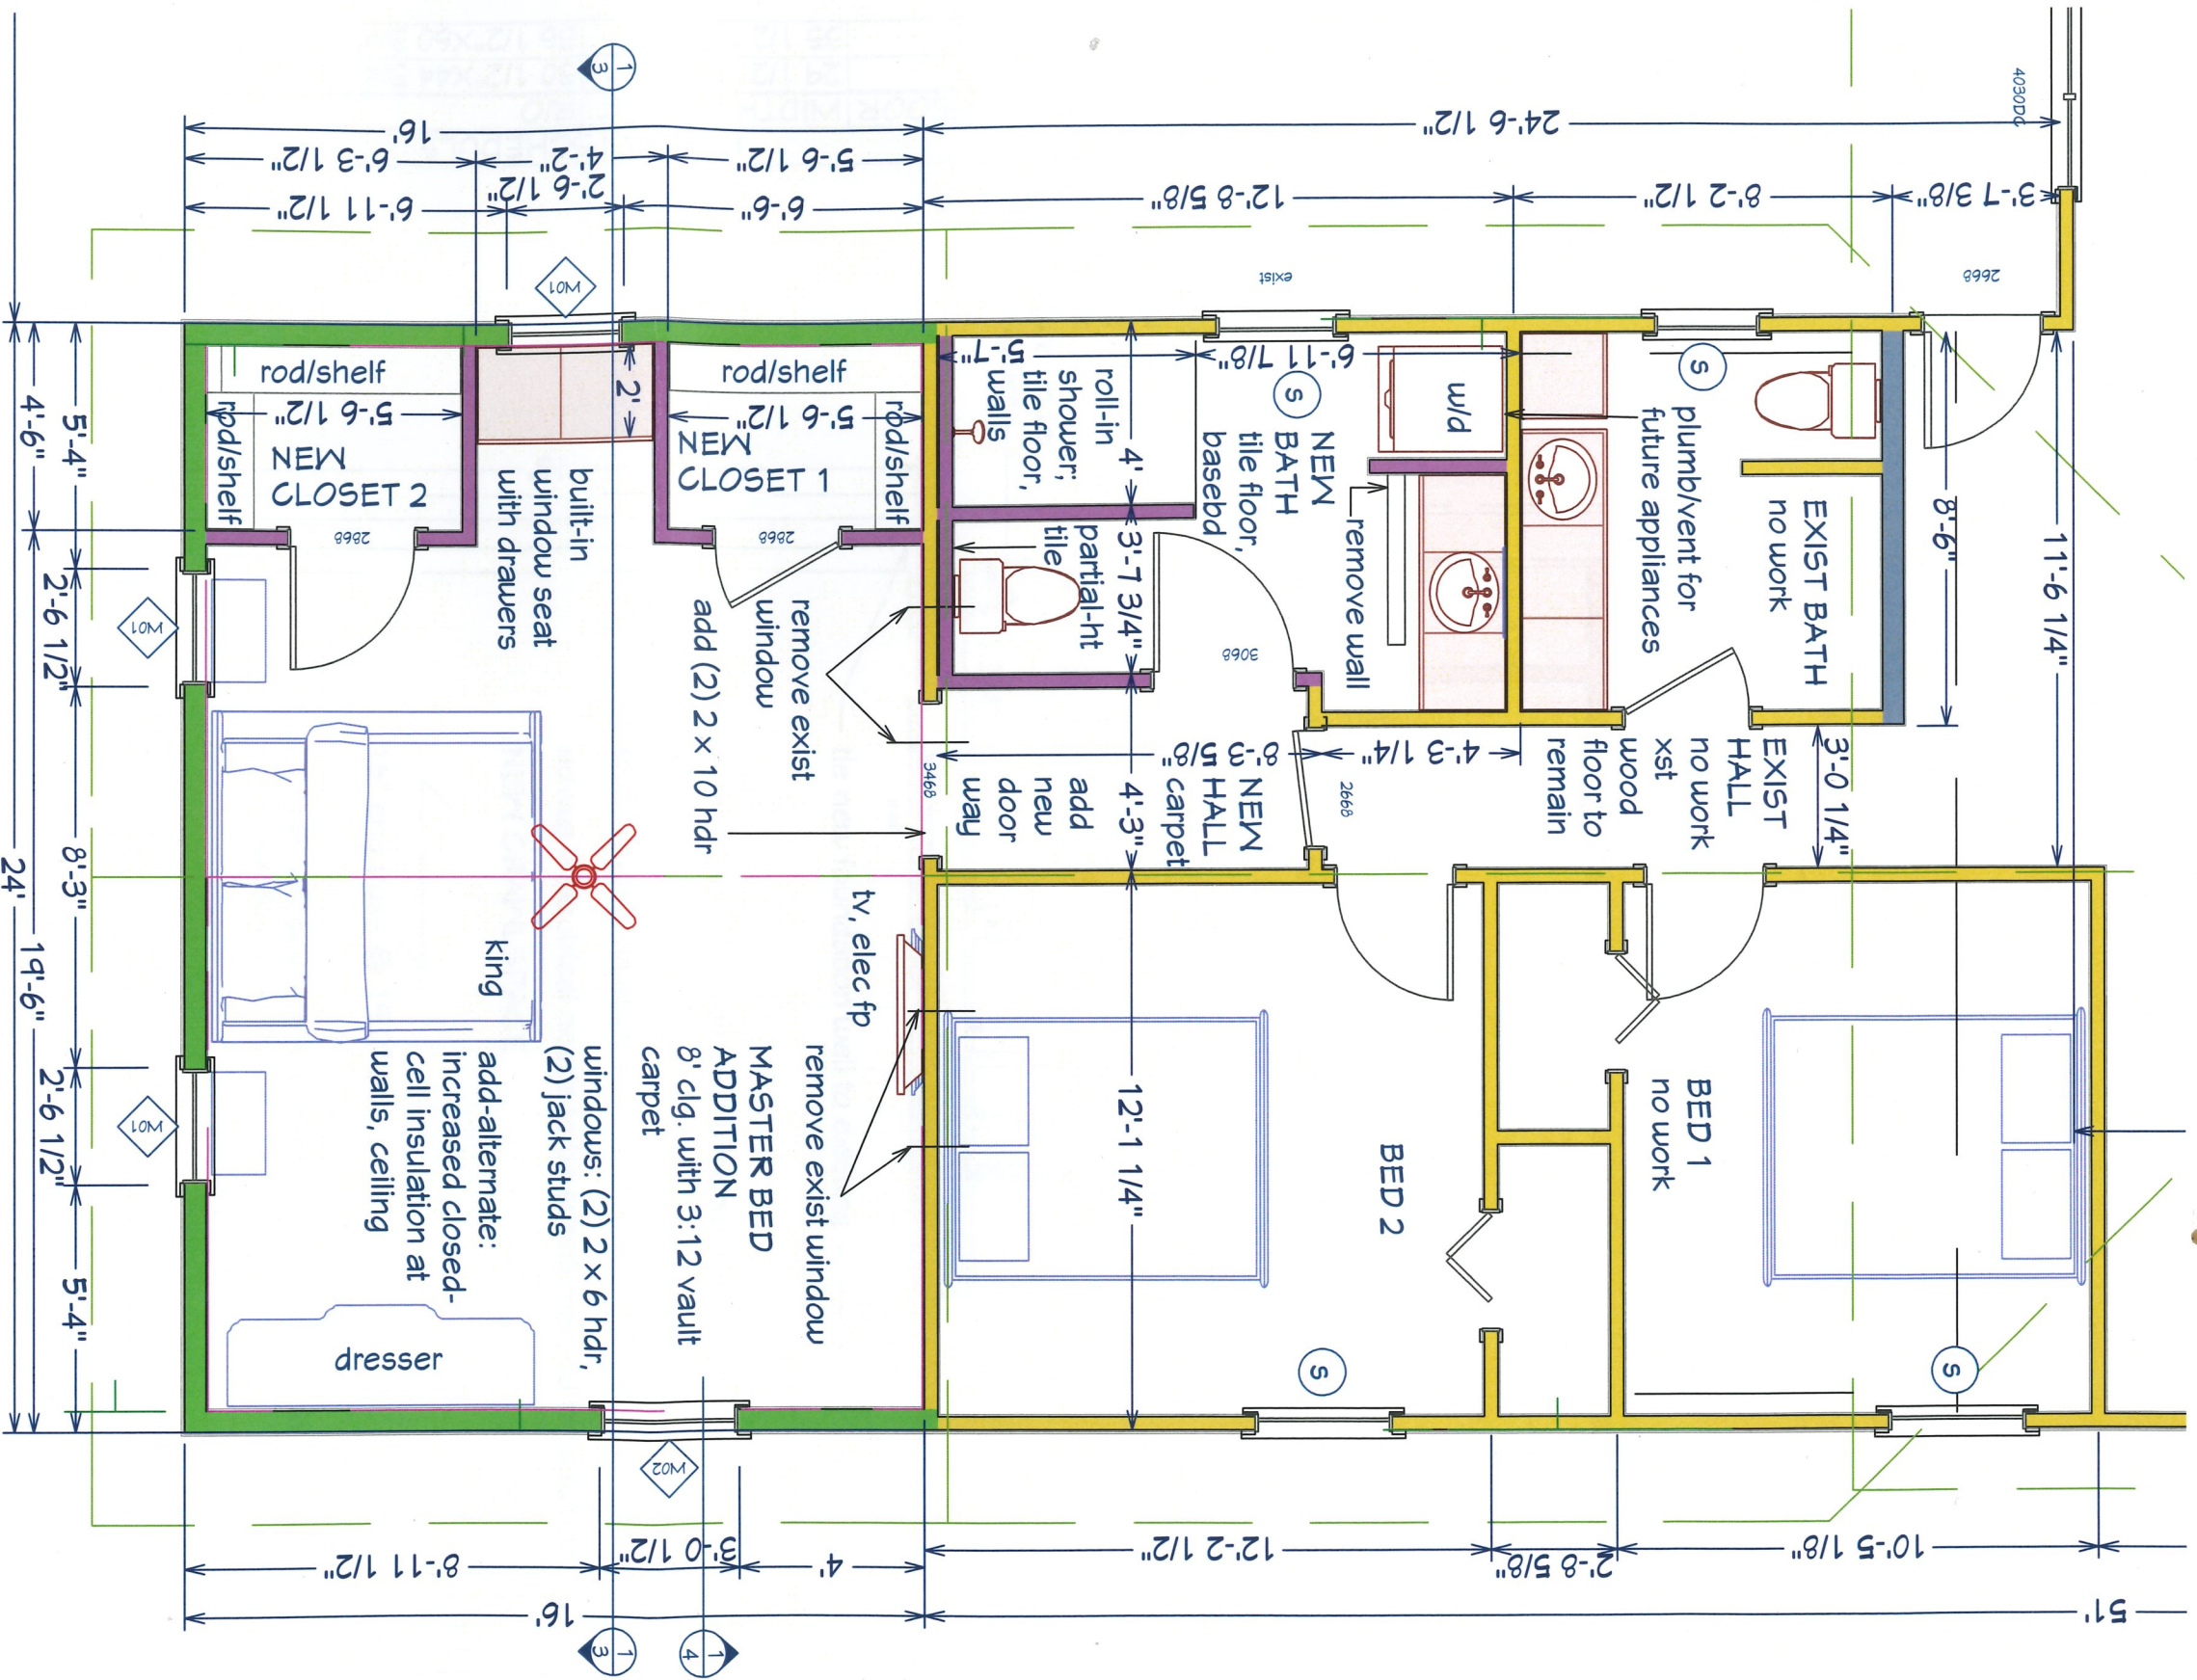 4030DC
16'
24'-6 1/2"
6'-3 1/2"
4'-2"
5'-6 1/2"
6'-11 1/2"
2'-6 1/2"
6'-6"
12'-8 5/8"
8'-2 1/2"
3'-7 3/8"
1
3
W01
exist
2668
rod/shelf
5'-6 1/2"
rod/shelf
NEW
CLOSET 2
2868
2'
rod/shelf
5'-6 1/2"
rod/shelf
NEW
CLOSET 1
2868
built-in
window seat
with drawers
5'-7"
6'-11 7/8"
roll-in
shower;
tile floor,
walls
4'
S
NEW
BATH
tile floor,
basebd
w/d
remove wall
partial-ht
tile
3'-7 3/4"
3068
S
plumb/vent for
future appliances
EXIST BATH
no work
8'-6"
11'-6 1/4"
4'-6"
5'-4"
2'-6 1/2"
W01
8'-3"
24'
19'-6"
2'-6 1/2"
W01
5'-4"
remove exist
window
add (2) 2 x 10 hdr
3468
8'-3 5/8"
4'-3 1/4"
add
new
door
way
NEW
HALL
carpet
4'-3"
2668
EXIST
HALL
no work
xst
wood
floor to
remain
3'-0 1/4"
king
tv, elec fp
remove exist window
MASTER BED
ADDITION
8' clg. with 3:12 vault
carpet
windows: (2) 2 x 6 hdr,
(2) jack studs
add-alternate:
increased closed-
cell insulation at
walls, ceiling
dresser
12'-1 1/4"
BED 2
S
BED 1
no work
S
W02
8'-11 1/2"
3'-0 1/2"
4'
12'-2 1/2"
2'-8 5/8"
10'-5 1/8"
16'
51'
1
3
1
4